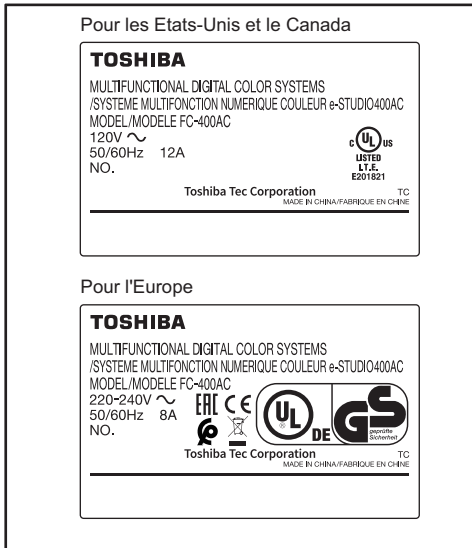 Pour les Etats-Unis et le Canada
TOSHIBA
MULTIFUNCTIONAL DIGITAL COLOR SYSTEMS
/SYSTEME MULTIFONCTION NUMERIQUE COULEUR e-STUDIO400AC
MODEL/MODELE FC-400AC
120V
50/60Hz 12A
NO.
C UL US
LISTED
I.T.E.
E201821
Toshiba Tec Corporation TC
MADE IN CHINA/FABRIQUE EN CHINE
Pour l'Europe
TOSHIBA
MULTIFUNCTIONAL DIGITAL COLOR SYSTEMS
/SYSTEME MULTIFONCTION NUMERIQUE COULEUR e-STUDIO400AC
MODEL/MODELE FC-400AC
220-240V
50/60Hz 8A
NO.
EAC CE
UL
DE
GS
geprüfte
Sicherheit
Toshiba Tec Corporation TC
MADE IN CHINA/FABRIQUE EN CHINE